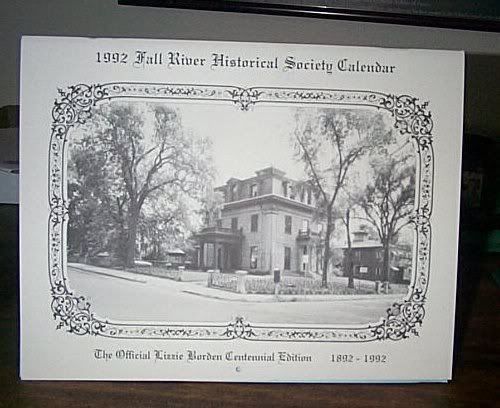 1992 Fall River Historical Society Calendar
The Official Lizzie Borden Centennial Edition 1892 - 1992
©